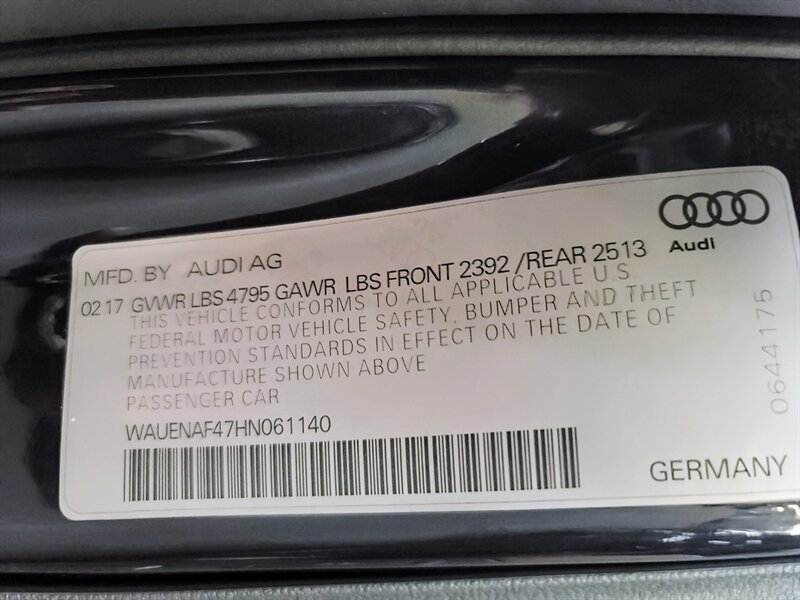 Audi
MFD. BY AUDI AG
02 17 GVWR LBS 4795 GAWR LBS FRONT 2392 /REAR 2513
THIS VEHICLE CONFORMS TO ALL APPLICABLE U.S.
FEDERAL MOTOR VEHICLE SAFETY, BUMPER AND THEFT
PREVENTION STANDARDS IN EFFECT ON THE DATE OF
MANUFACTURE SHOWN ABOVE
PASSENGER CAR
WAUENAF47HN061140
GERMANY
0644175